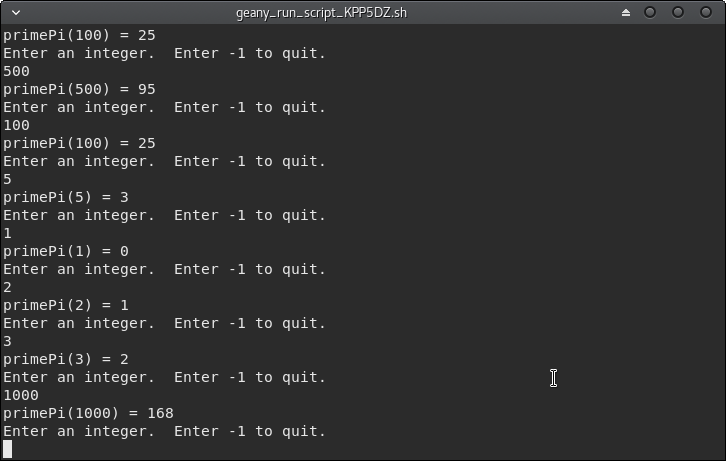 geany_run_script_KPP5DZ.sh
primePi(100) = 25
Enter an integer.  Enter -1 to quit.
500
primePi(500) = 95
Enter an integer.  Enter -1 to quit.
100
primePi(100) = 25
Enter an integer.  Enter -1 to quit.
5
primePi(5) = 3
Enter an integer.  Enter -1 to quit.
1
primePi(1) = 0
Enter an integer.  Enter -1 to quit.
2
primePi(2) = 1
Enter an integer.  Enter -1 to quit.
3
primePi(3) = 2
Enter an integer.  Enter -1 to quit.
1000
primePi(1000) = 168
Enter an integer.  Enter -1 to quit.